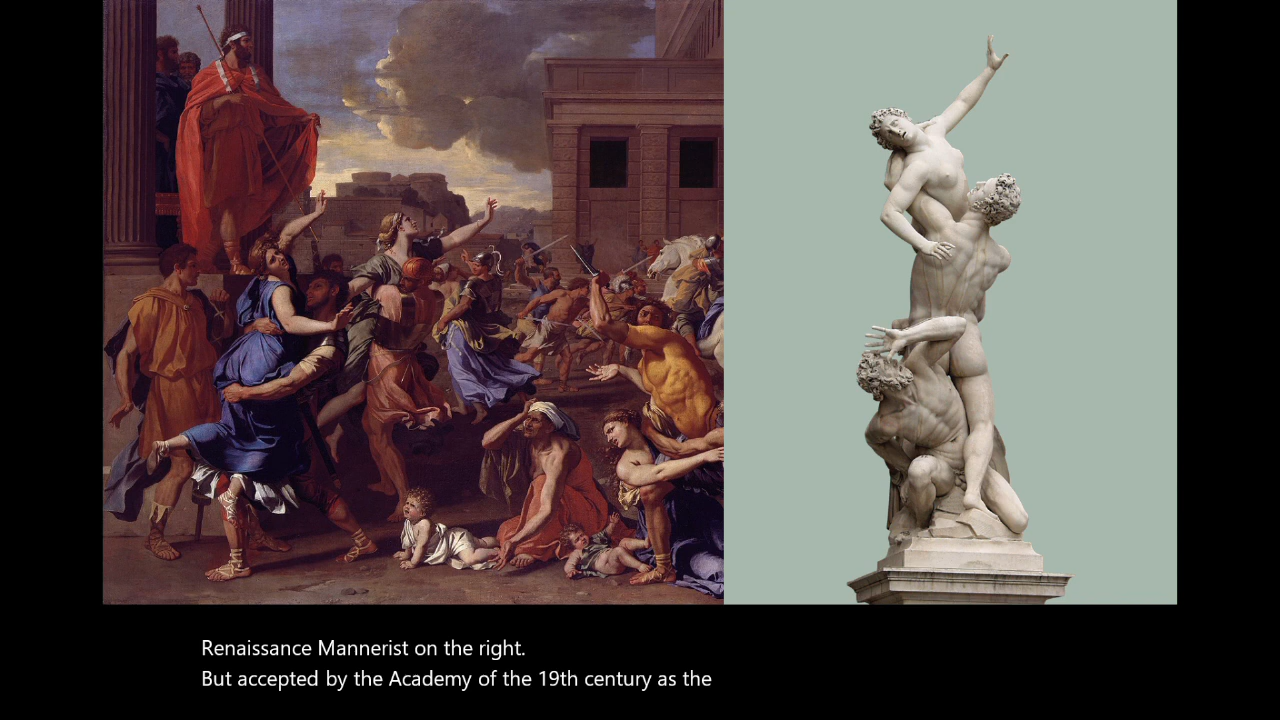 Renaissance Mannerist on the right.
But accepted by the Academy of the 19th century as the